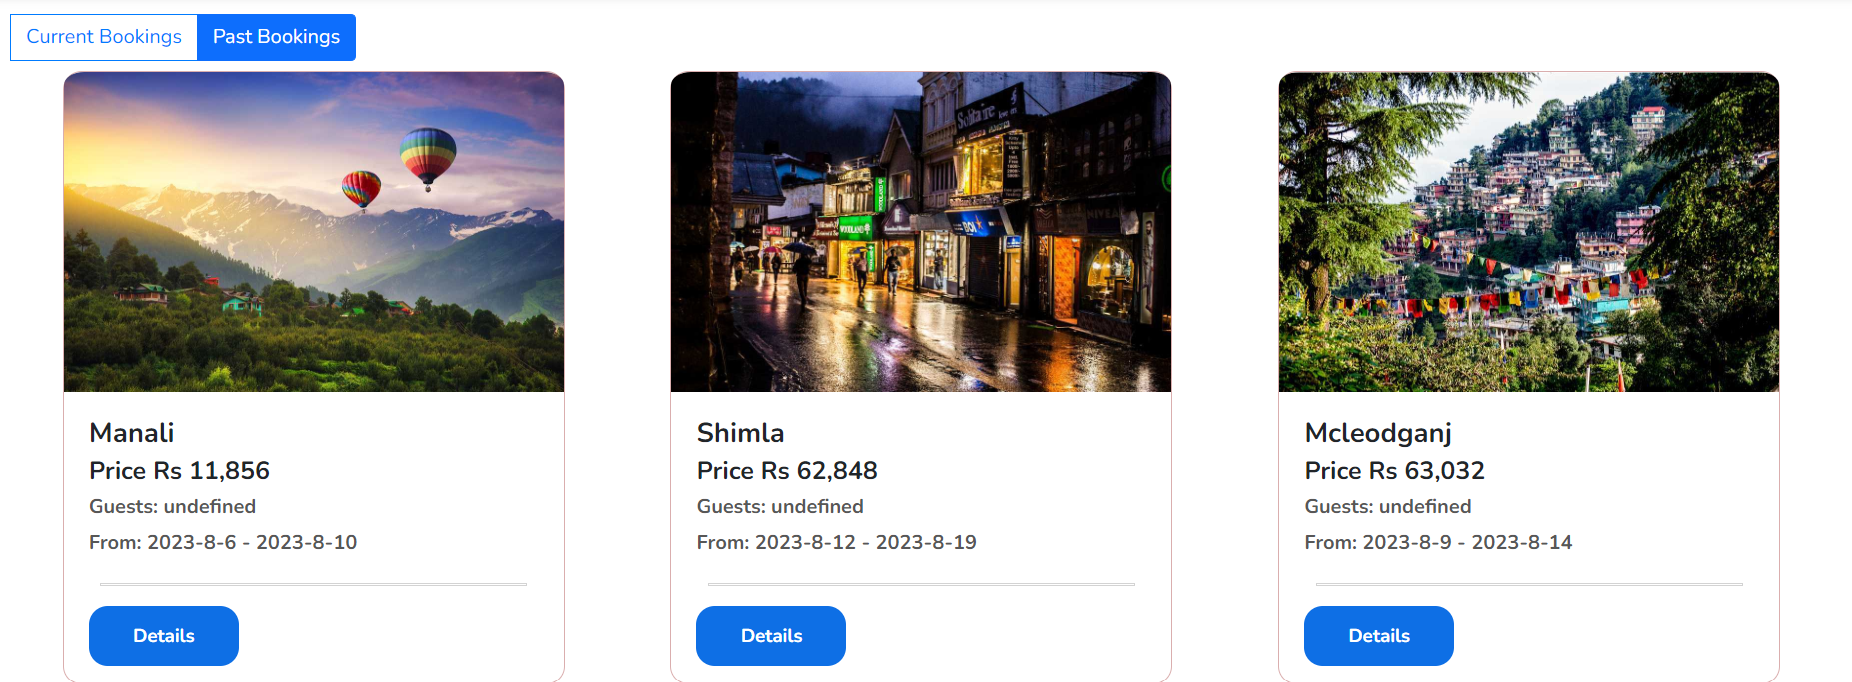 Current Bookings Past Bookings
Solitaire
WOODLAND
WOODLAND
Manali
Price Rs 11,856
Guests: undefined
From: 2023-8-6 - 2023-8-10
Details
Shimla
Price Rs 62,848
Guests: undefined
From: 2023-8-12 - 2023-8-19
Details
Mcleodganj
Price Rs 63,032
Guests: undefined
From: 2023-8-9 - 2023-8-14
Details